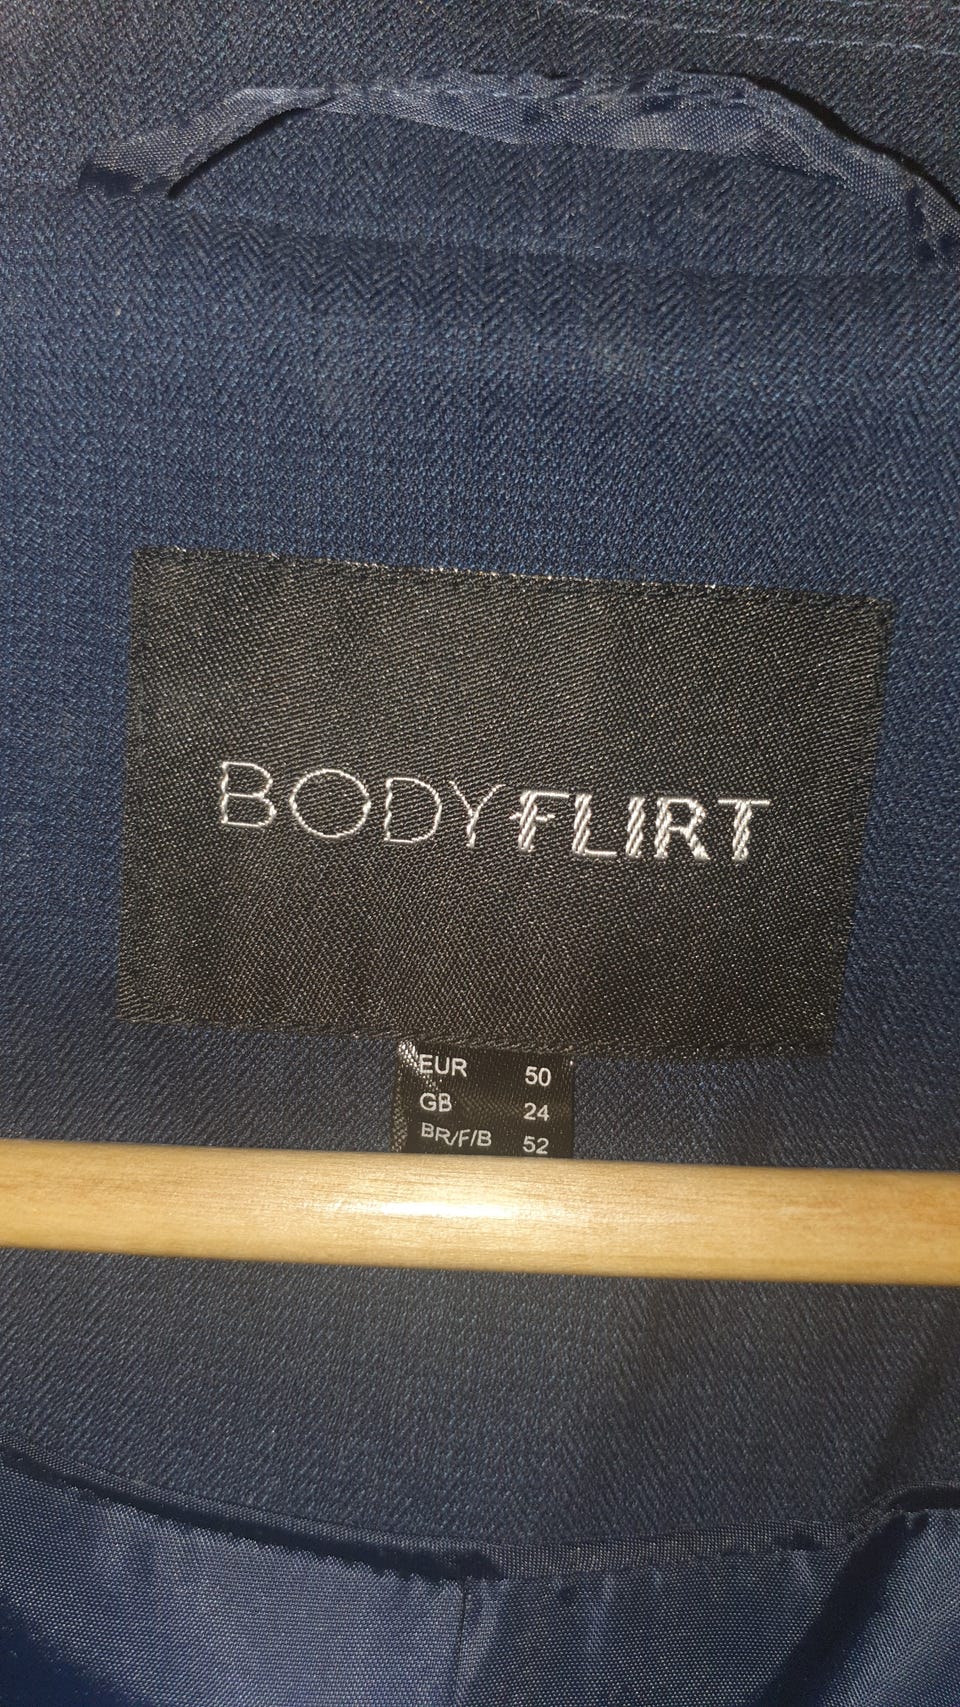 BODYFLIRT
EUR 50
GB 24
BR/F/B 52